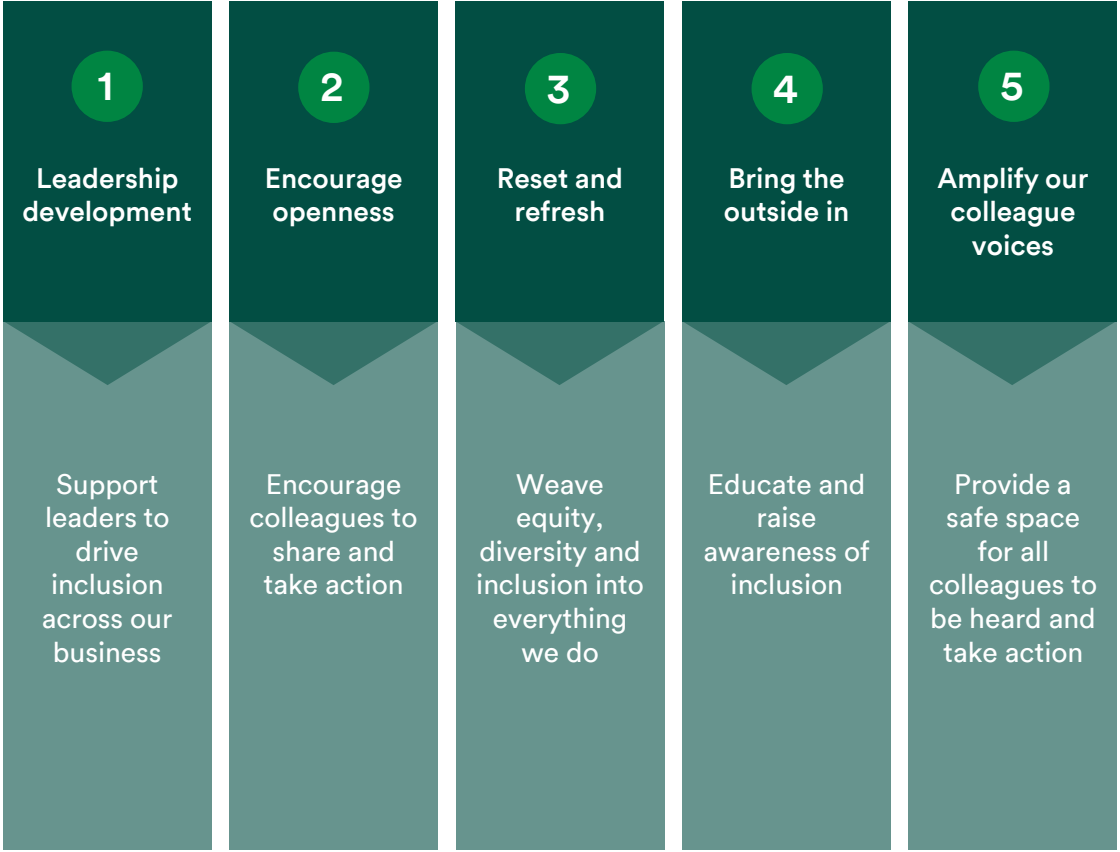 1
Leadership
development
Support
leaders to
drive
inclusion
across our
business
2
Encourage
openness
Encourage
colleagues to
share and
take action
3
Reset and
refresh
Weave
equity,
diversity and
inclusion into
everything
we do
4
Bring the
outside in
Educate and
raise
awareness of
inclusion
5
Amplify our
colleague
voices
Provide a
safe space
for all
colleagues to
be heard and
take action